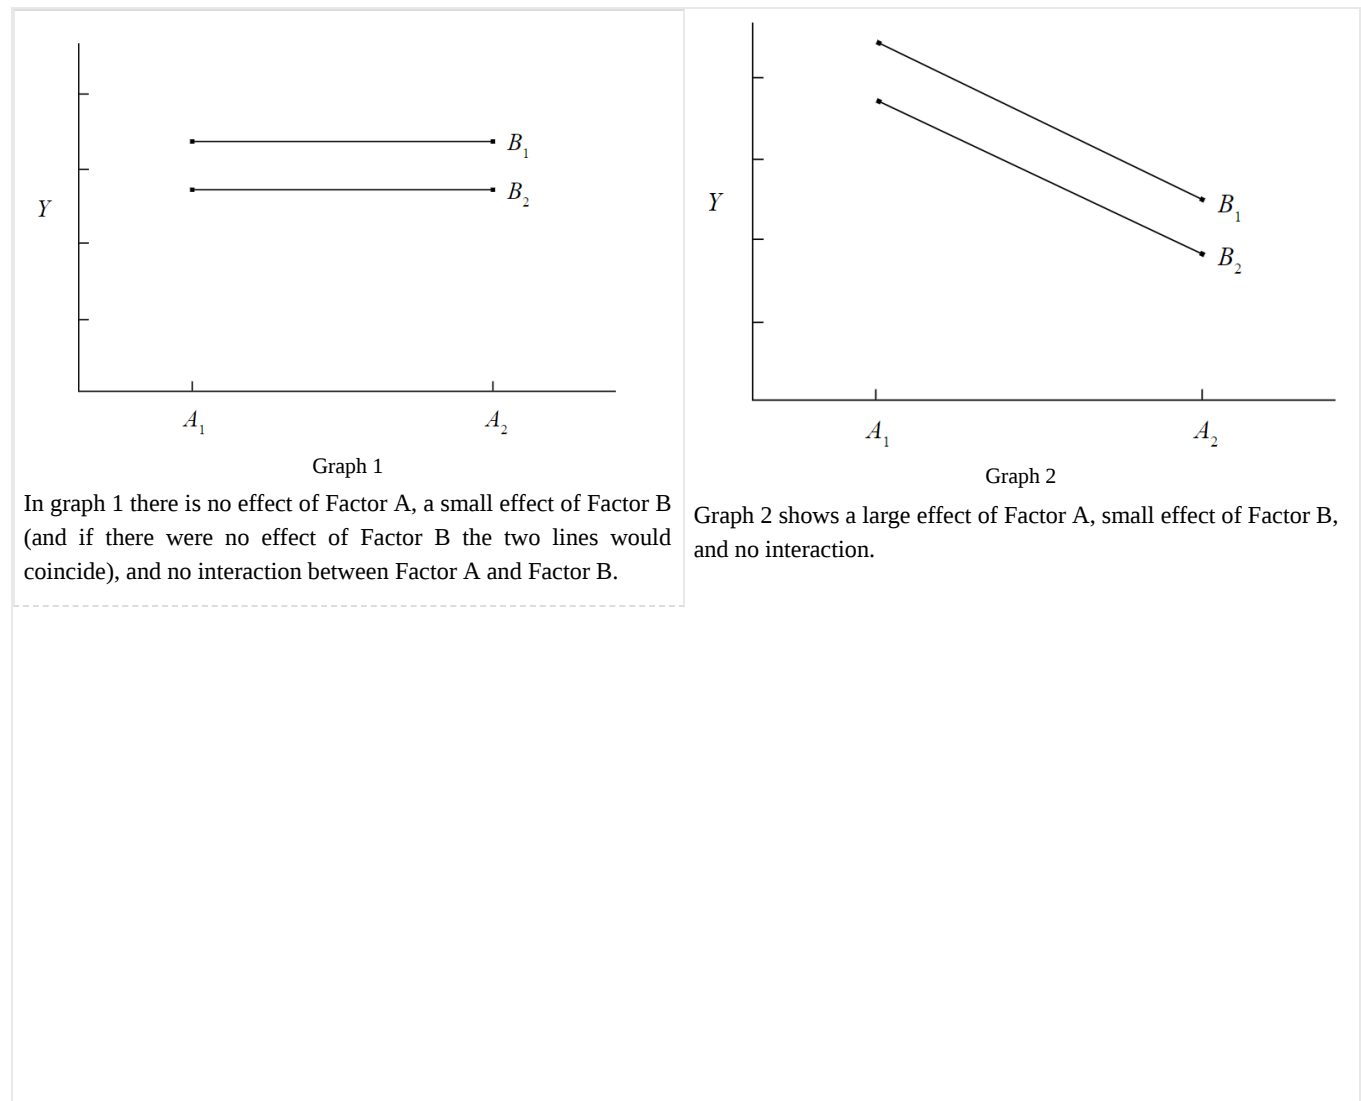 Y
B1
B2
A1
A2
Graph 1
In graph 1 there is no effect of Factor A, a small effect of Factor B
(and if there were no effect of Factor B the two lines would
coincide), and no interaction between Factor A and Factor B.
Y
B1
B2
A1
A2
Graph 2
Graph 2 shows a large effect of Factor A, small effect of Factor B,
and no interaction.